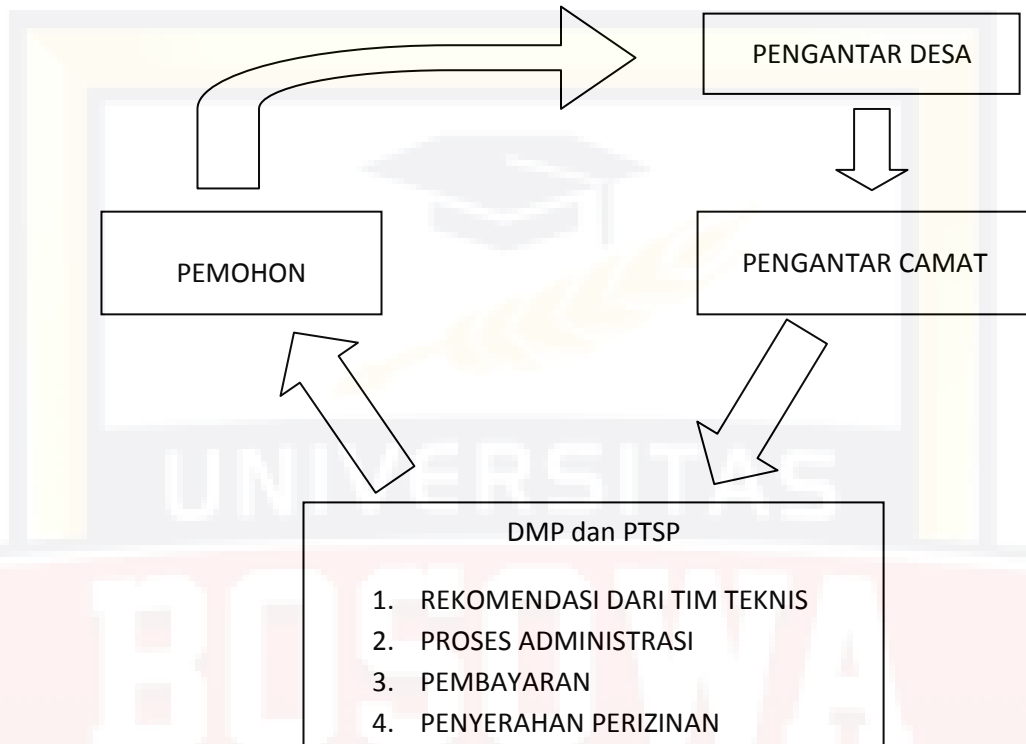 PENGANTAR DESA
PEMOHON
PENGANTAR CAMAT
UNIVERSITAS
DMP dan PTSP
1. REKOMENDASI DARI TIM TEKNIS
2. PROSES ADMINISTRASI
3. PEMBAYARAN
4. PENYERAHAN PERIZINAN
BOSOWA